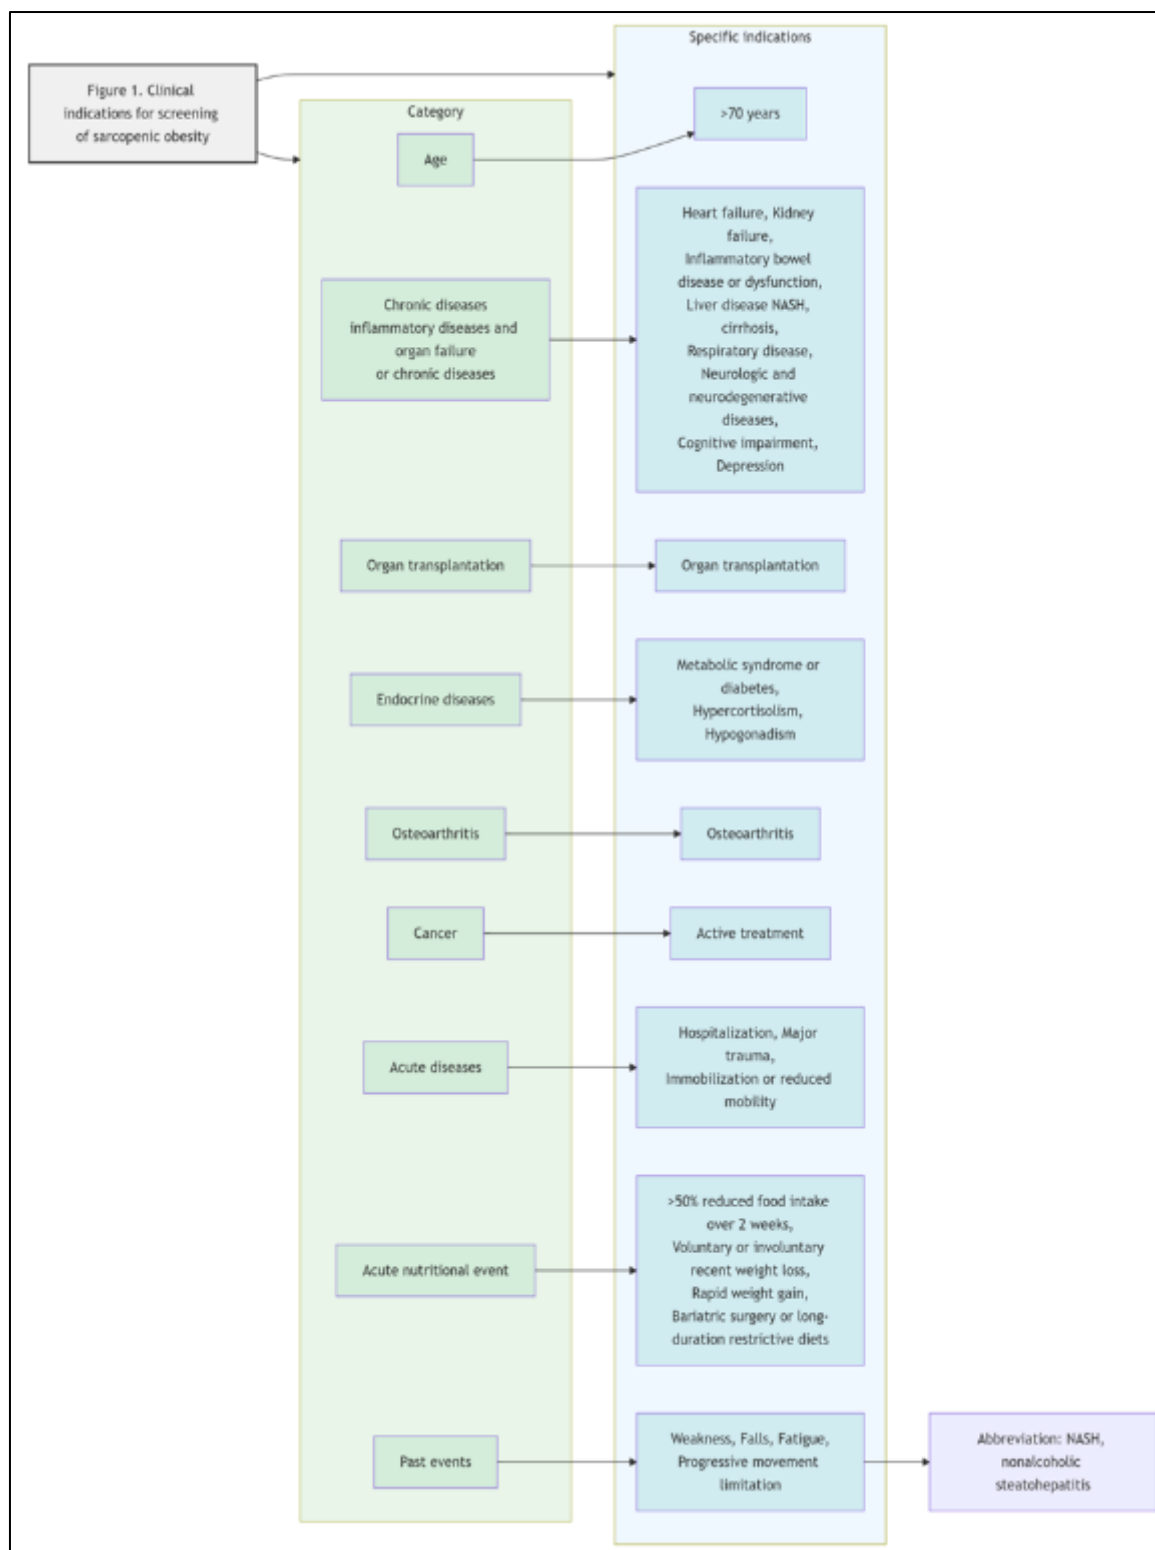 Figure 1. Clinical
indications for screening
of sarcopenic obesity
Category
Specific indications
Age
>70 years
Chronic diseases
inflammatory diseases and
organ failure
or chronic diseases
Heart failure, Kidney
failure,
Inflammatory bowel
disease or dysfunction,
Liver disease NASH,
cirrhosis,
Respiratory disease,
Neurologic and
neurodegenerative
diseases,
Cognitive impairment,
Depression
Organ transplantation
Organ transplantation
Endocrine diseases
Metabolic syndrome or
diabetes,
Hypercortisolism,
Hypogonadism
Osteoarthritis
Osteoarthritis
Cancer
Active treatment
Acute diseases
Hospitalization, Major
trauma,
Immobilization or reduced
mobility
Acute nutritional event
>50% reduced food intake
over 2 weeks,
Voluntary or involuntary
recent weight loss,
Rapid weight gain,
Bariatric surgery or long-
duration restrictive diets
Past events
Weakness, Falls, Fatigue,
Progressive movement
limitation
Abbreviation: NASH,
nonalcoholic
steatohepatitis